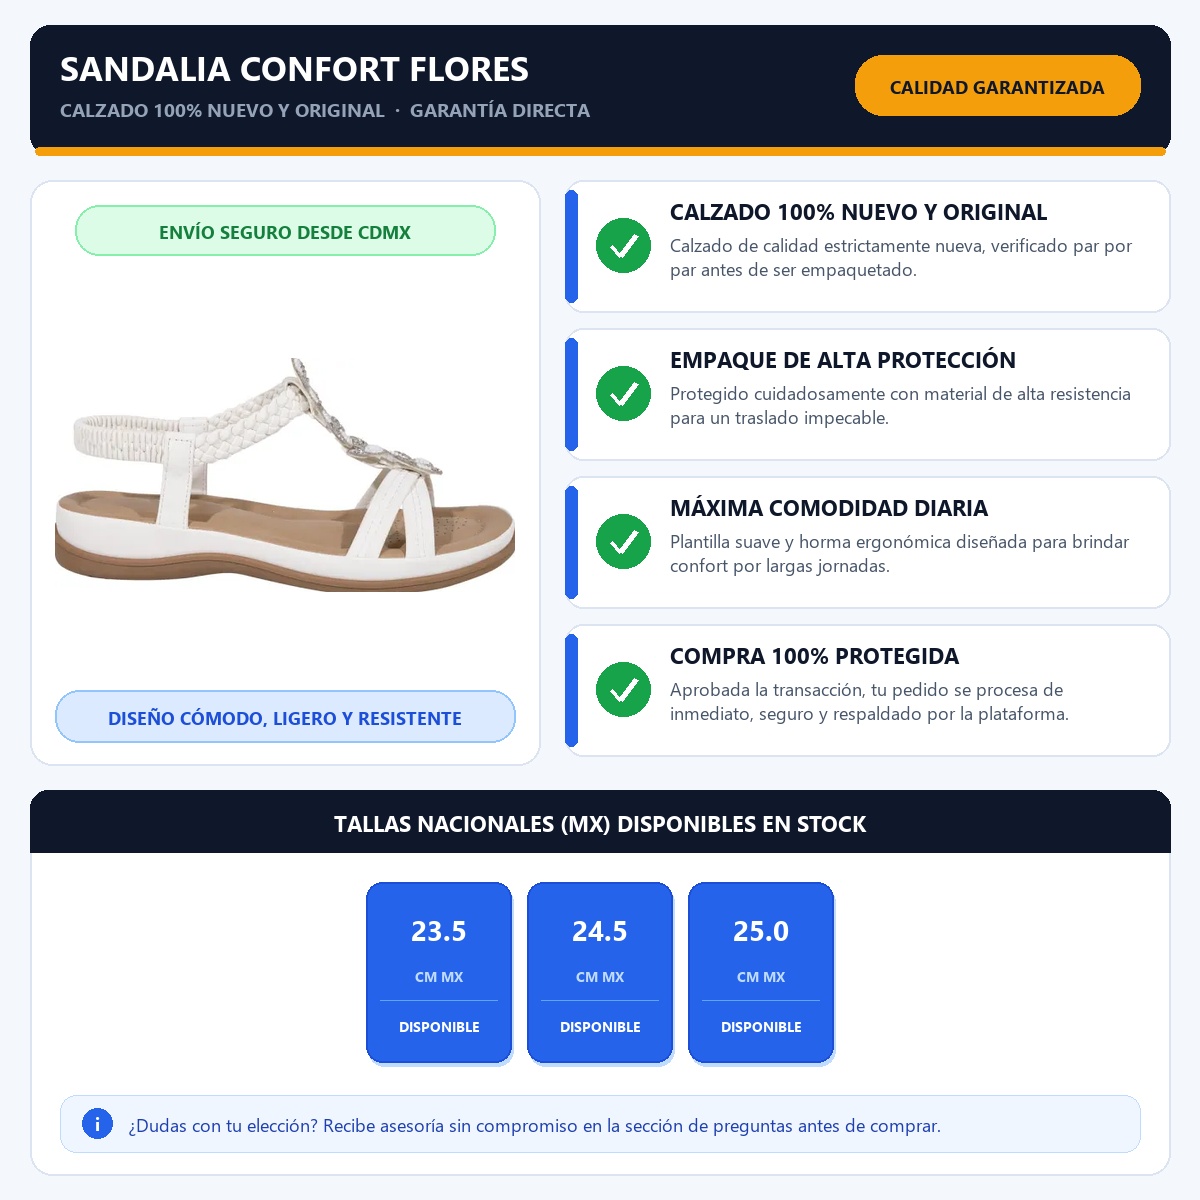 SANDALIA CONFORT FLORES
CALZADO 100% NUEVO Y ORIGINAL · GARANTÍA DIRECTA
CALIDAD GARANTIZADA
ENVÍO SEGURO DESDE CDMX
DISEÑO CÓMODO, LIGERO Y RESISTENTE
CALZADO 100% NUEVO Y ORIGINAL
Calzado de calidad estrictamente nueva, verificado par por
par antes de ser empaquetado.
EMPAQUE DE ALTA PROTECCIÓN
Protegido cuidadosamente con material de alta resistencia
para un traslado impecable.
MÁXIMA COMODIDAD DIARIA
Plantilla suave y horma ergonómica diseñada para brindar
confort por largas jornadas.
COMPRA 100% PROTEGIDA
Aprobada la transacción, tu pedido se procesa de
inmediato, seguro y respaldado por la plataforma.
TALLAS NACIONALES (MX) DISPONIBLES EN STOCK
23.5
CM MX
DISPONIBLE
24.5
CM MX
DISPONIBLE
25.0
CM MX
DISPONIBLE
¿Dudas con tu elección? Recibe asesoría sin compromiso en la sección de preguntas antes de comprar.